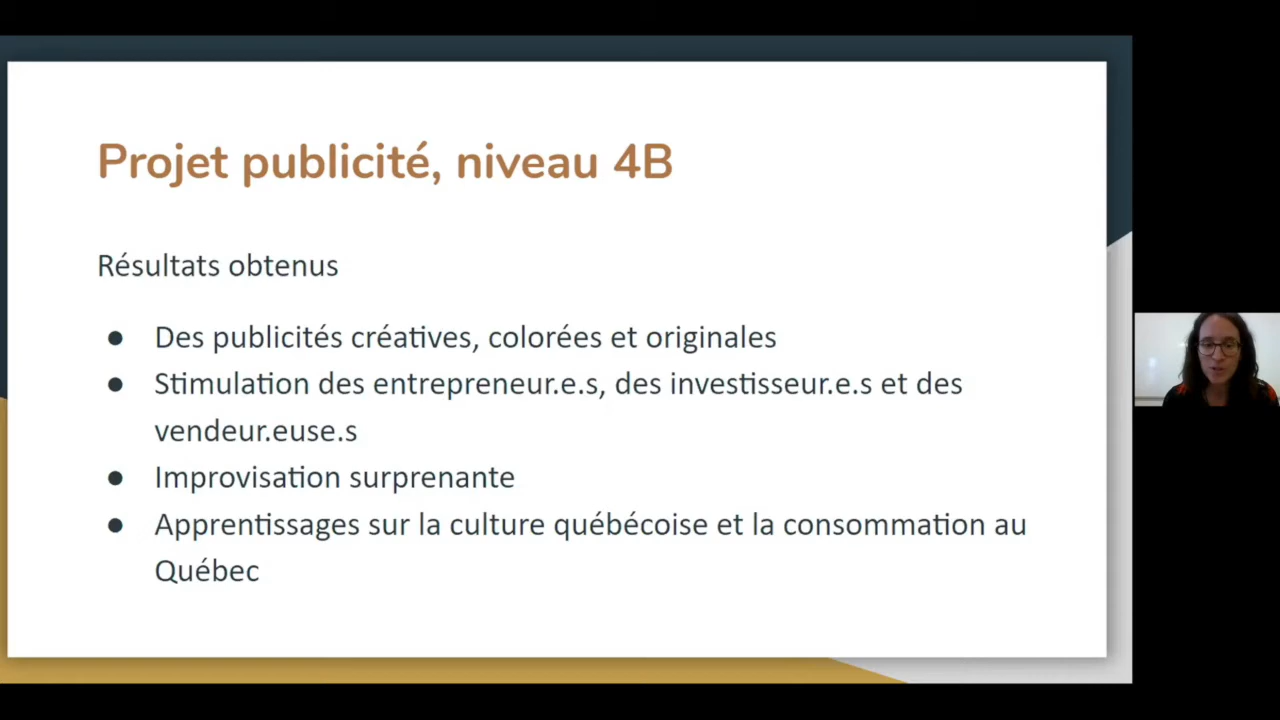 Projet publicité, niveau 4B
Résultats obtenus
● Des publicités créatives, colorées et originales
● Stimulation des entrepreneur.e.s, des investisseur.e.s et des
vendeur.euse.s
● Improvisation surprenante
● Apprentissages sur la culture québécoise et la consommation au
Québec